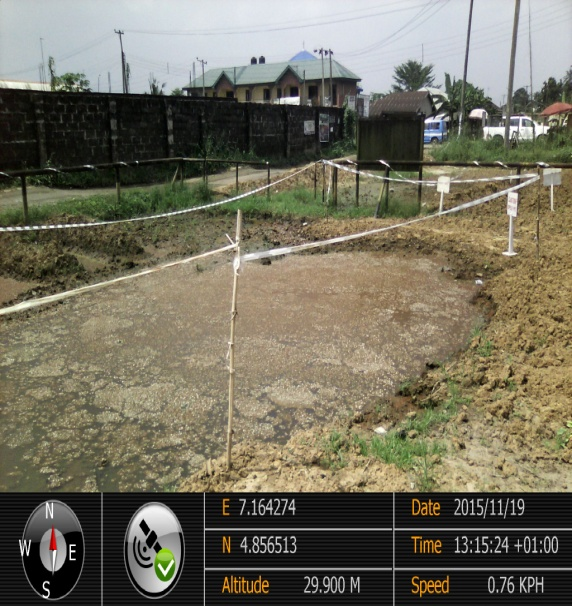 N
W E
S
E 7.164274
Date 2015/11/19
N 4.856513
Time 13:15:24 +01:00
Altitude 29.900 M
Speed 0.76 KPH